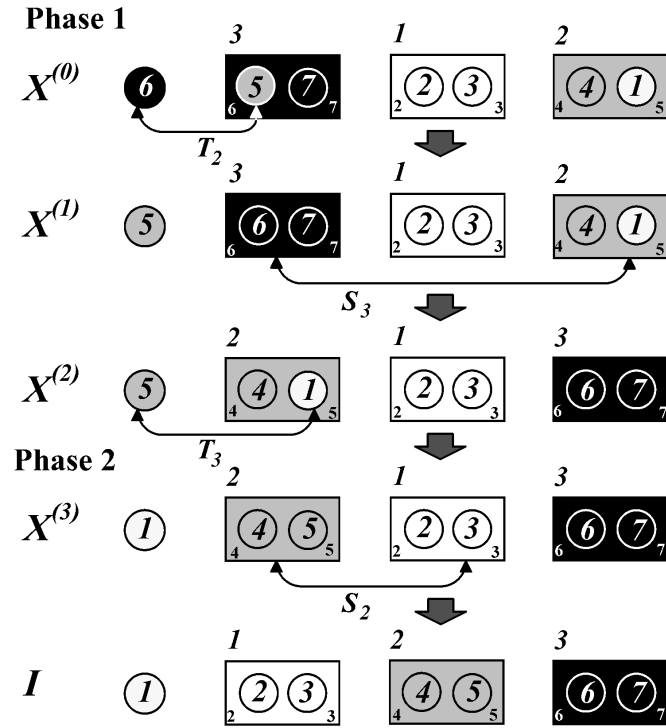 Phase 1
3 1 2
X^(0) 6 5 7 2 3 4 1
6 7 2 3 4 5
T_2
3 1 2
X^(1) 5 6 7 2 3 4 1
6 7 2 3 4 5
S_3
2 1 3
X^(2) 5 4 1 2 3 6 7
4 5 2 3 6 7
T_3
Phase 2
2 1 3
X^(3) 1 4 5 2 3 6 7
4 5 2 3 6 7
S_2
1 2 3
I 1 2 3 4 5 6 7
2 3 4 5 6 7